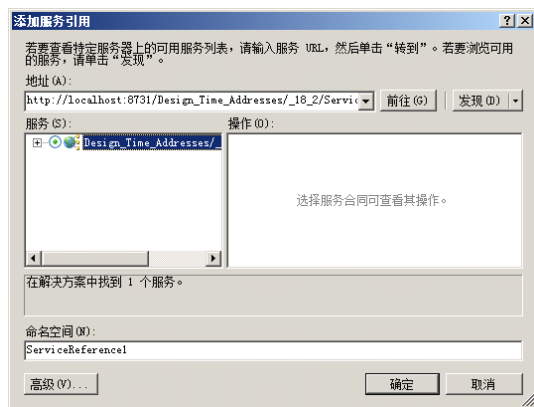 添加服务引用
若要查看特定服务器上的可用服务列表，请输入服务 URL，然后单击“转到”。若要浏览可用
的服务，请单击“发现”。
地址(A):
http://localhost:8731/Design_Time_Addresses/_18_2/Servic 前往(G) 发现(D)
服务(S): 操作(O):
Design_Time_Addresses/_
选择服务合同可查看其操作。
在解决方案中找到 1 个服务。
命名空间(N):
ServiceReference1
高级(V)... 确定 取消